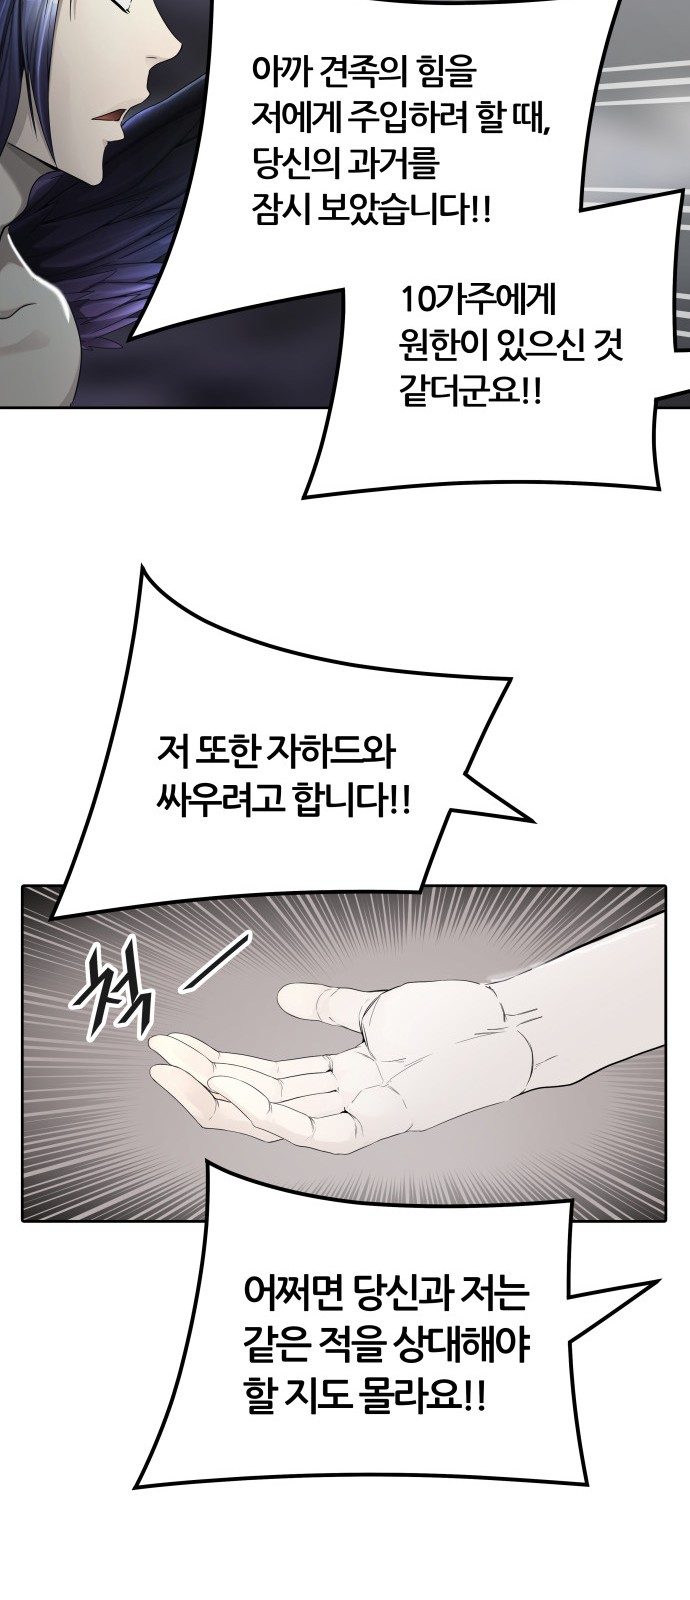 아까 견족의 힘을
저에게 주입하려 할 때,
당신의 과거를
잠시 보았습니다!!
10가주에게
원한이 있으신 것
같더군요!!
저 또한 자하드와
싸우려고 합니다!!
척-
어쩌면 당신과 저는
같은 적을 상대해야
할 지도 몰라요!!